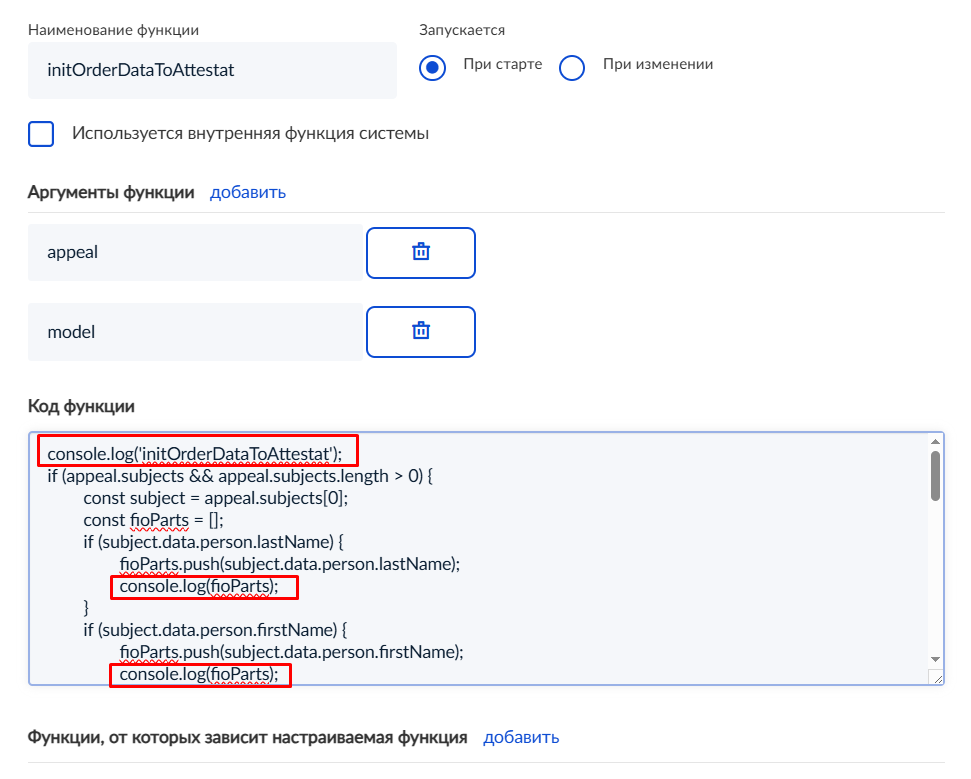 Наименование функции
Запускается
initOrderDataToAttestat
При старте
При изменении
Используется внутренняя функция системы
Аргументы функции добавить
appeal
model
Код функции
console.log('initOrderDataToAttestat');
if (appeal.subjects && appeal.subjects.length > 0) {
const subject = appeal.subjects[0];
const fioParts = [];
if (subject.data.person.lastName) {
fioParts.push(subject.data.person.lastName);
console.log(fioParts);
}
if (subject.data.person.firstName) {
fioParts.push(subject.data.person.firstName);
console.log(fioParts);
Функции, от которых зависит настраиваемая функция добавить